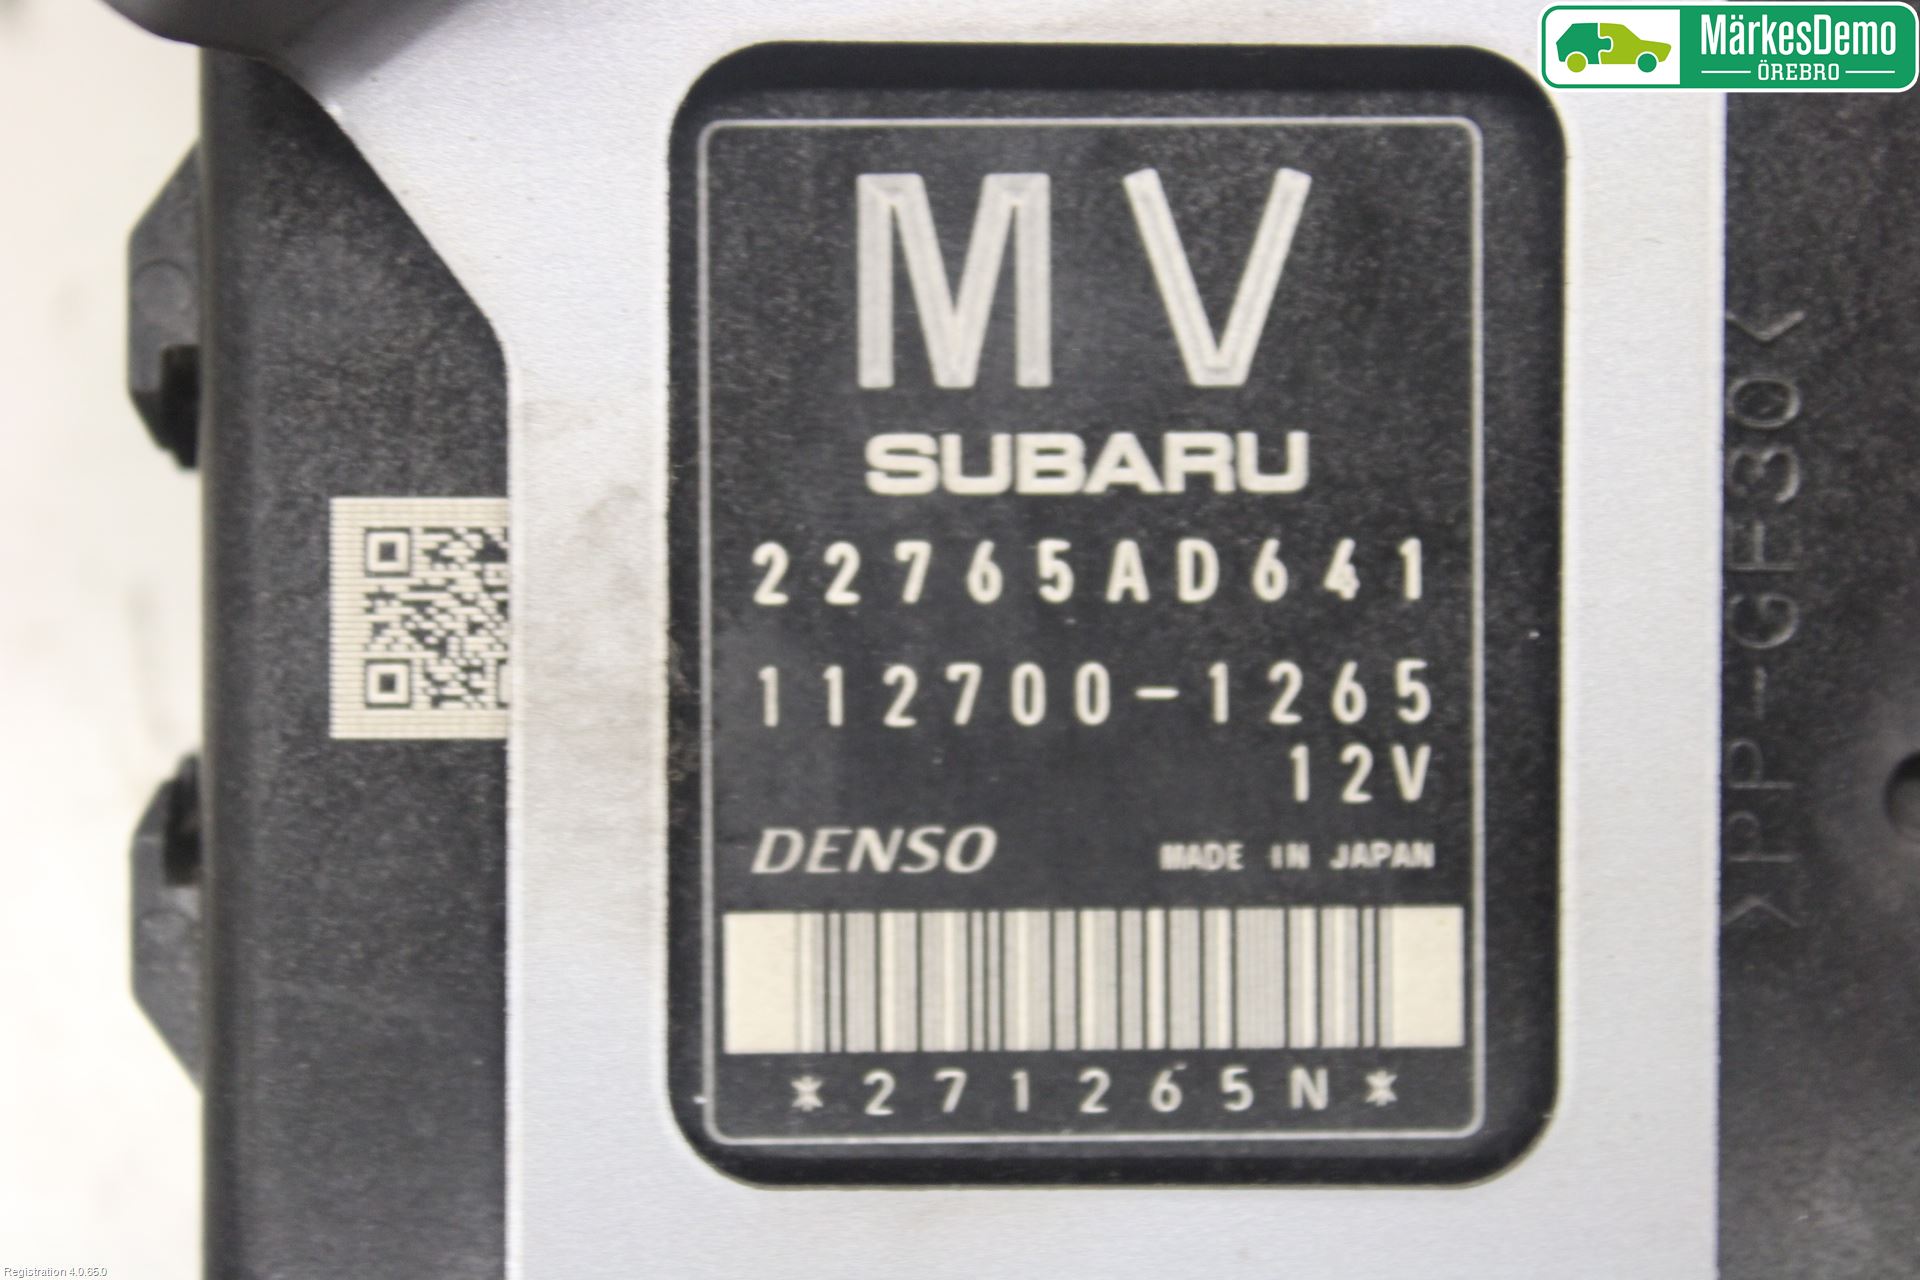 MärkesDemo
ÖREBRO
M V
SUBARU
22765AD641
112700-1265
12V
DENSO MADE IN JAPAN
*271265N*
>PP-GF30<
Registration 4.0.65.0